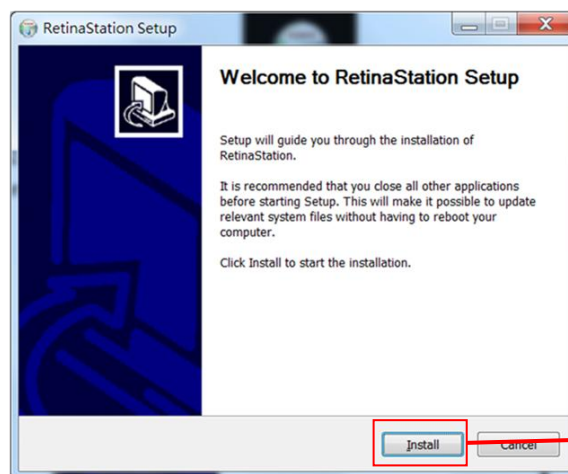 RetinaStation Setup
Welcome to RetinaStation Setup
Setup will guide you through the installation of
RetinaStation.
It is recommended that you close all other applications
before starting Setup. This will make it possible to update
relevant system files without having to reboot your
computer.
Click Install to start the installation.
Install Cancel